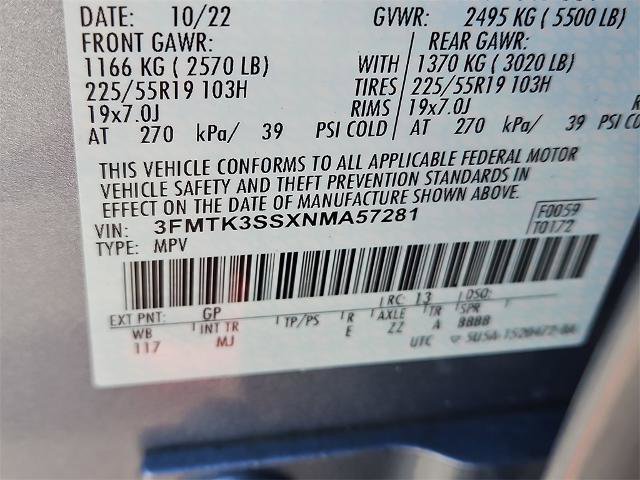 DATE: 10/22 GVWR: 2495 KG ( 5500 LB)
FRONT GAWR: REAR GAWR:
1166 KG ( 2570 LB) WITH 1370 KG ( 3020 LB)
225/55R19 103H TIRES 225/55R19 103H
19x7.0J RIMS 19x7.0J
AT 270 kPa/ 39 PSI COLD AT 270 kPa/ 39 PSI
THIS VEHICLE CONFORMS TO ALL APPLICABLE FEDERAL MOTOR
VEHICLE SAFETY AND THEFT PREVENTION STANDARDS IN
EFFECT ON THE DATE OF MANUFACTURE SHOWN ABOVE.
VIN: 3FMTK3SSXNMA57281 F0059
TYPE: MPV T0172
RC: 13 DSO:
EXT PNT: GP
WB INT TR TP/PS R AXLE TR SPR
117 MJ E ZZ A 8888
UTC